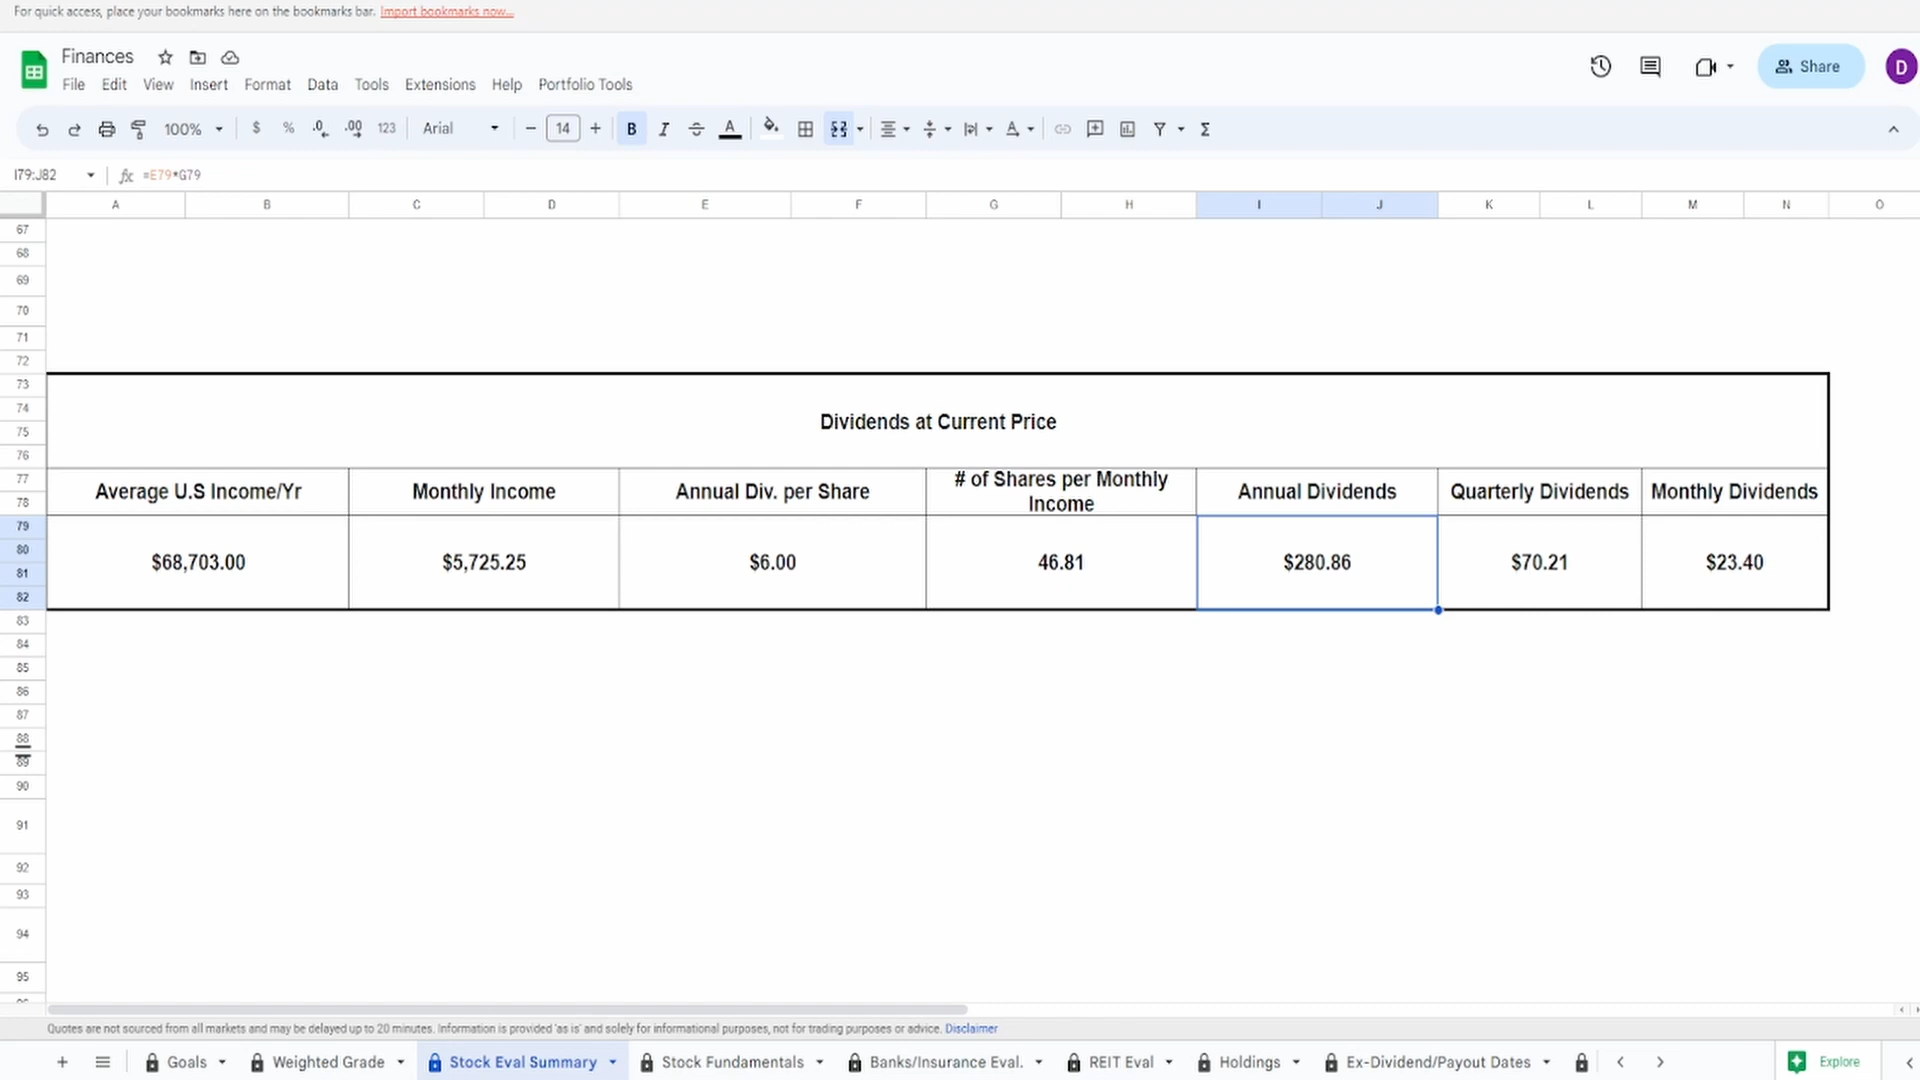 For quick access, place your bookmarks here on the bookmarks bar. Import bookmarks now...
Finances
File Edit View Insert Format Data Tools Extensions Help Portfolio Tools
Share
D
100% $ % .0 .00 123 Arial 14 B I A A Σ
I79:J82 fx =E79*G79
A B C D E F G H I J K L M N O
67
68
69
70
71
72
73
74
75
76
77
78
79
80
81
82
83
84
85
86
87
88
89
90
91
92
93
94
95
Dividends at Current Price
Average U.S Income/Yr Monthly Income Annual Div. per Share # of Shares per Monthly Income Annual Dividends Quarterly Dividends Monthly Dividends
$68,703.00 $5,725.25 $6.00 46.81 $280.86 $70.21 $23.40
Quotes are not sourced from all markets and may be delayed up to 20 minutes. Information is provided 'as is' and solely for informational purposes, not for trading purposes or advice. Disclaimer
Goals Weighted Grade Stock Eval Summary Stock Fundamentals Banks/Insurance Eval. REIT Eval Holdings Ex-Dividend/Payout Dates Explore